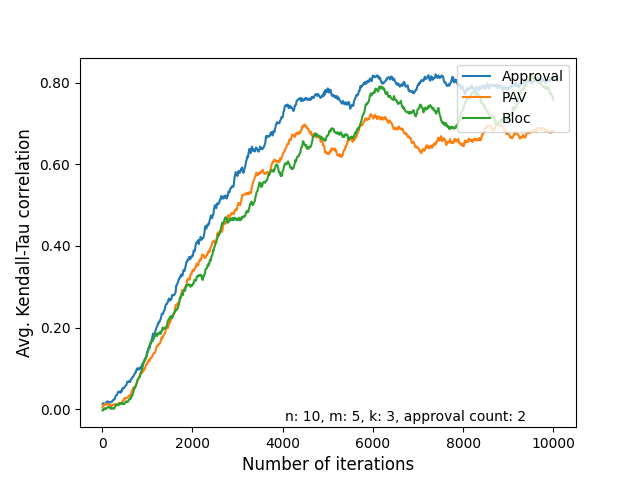 Avg. Kendall-Tau correlation
0.80
0.60
0.40
0.20
0.00
Approval
PAV
Bloc
n: 10, m: 5, k: 3, approval count: 2
0 2000 4000 6000 8000 10000
Number of iterations